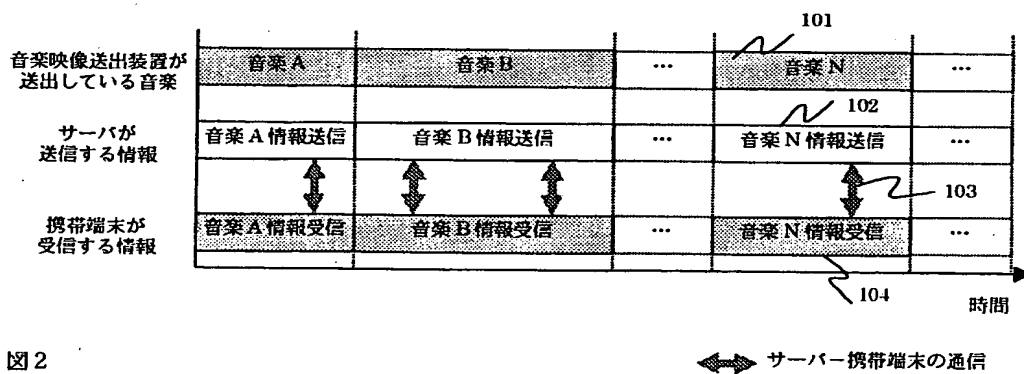 101
音楽映像送出装置が
送出している音楽
音楽A 音楽B … 音楽N …
102
サーバが
送信する情報
音楽A情報送信 音楽B情報送信 … 音楽N情報送信 …
103
携帯端末が
受信する情報
音楽A情報受信 音楽B情報受信 … 音楽N情報受信 …
104
時間
図2
サーバー携帯端末の通信